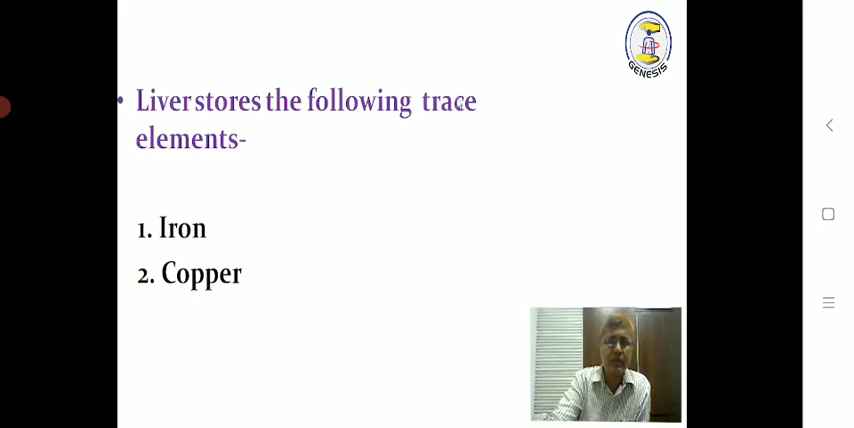 GENESIS
• Liver stores the following trace
elements-
1. Iron
2. Copper